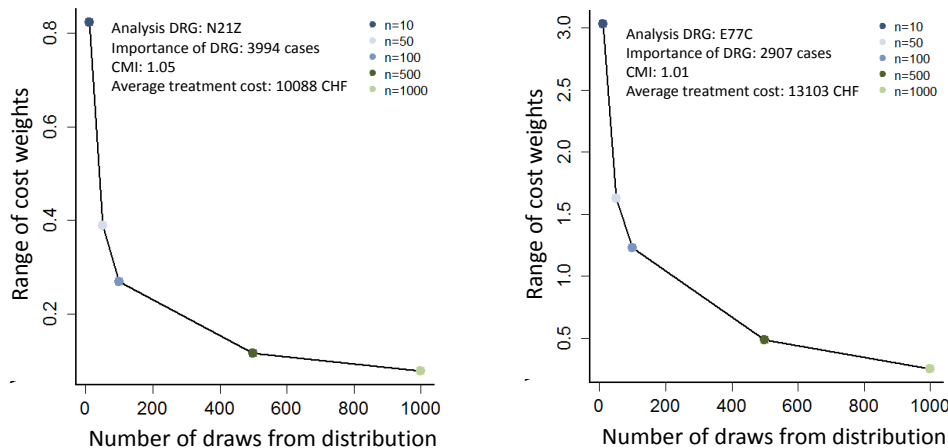 Analysis DRG: N21Z
Importance of DRG: 3994 cases
CMI: 1.05
Average treatment cost: 10088 CHF
n=10
n=50
n=100
n=500
n=1000
Range of cost weights
0.8
0.6
0.4
0.2
0 200 400 600 800 1000
Number of draws from distribution
Analysis DRG: E77C
Importance of DRG: 2907 cases
CMI: 1.01
Average treatment cost: 13103 CHF
n=10
n=50
n=100
n=500
n=1000
Range of cost weights
3.0
2.5
2.0
1.5
1.0
0.5
0 200 400 600 800 1000
Number of draws from distribution